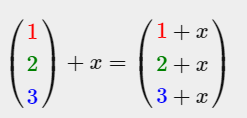 ( 1 ) ( 1 + x )
( 2 ) + x = ( 2 + x )
( 3 ) ( 3 + x )